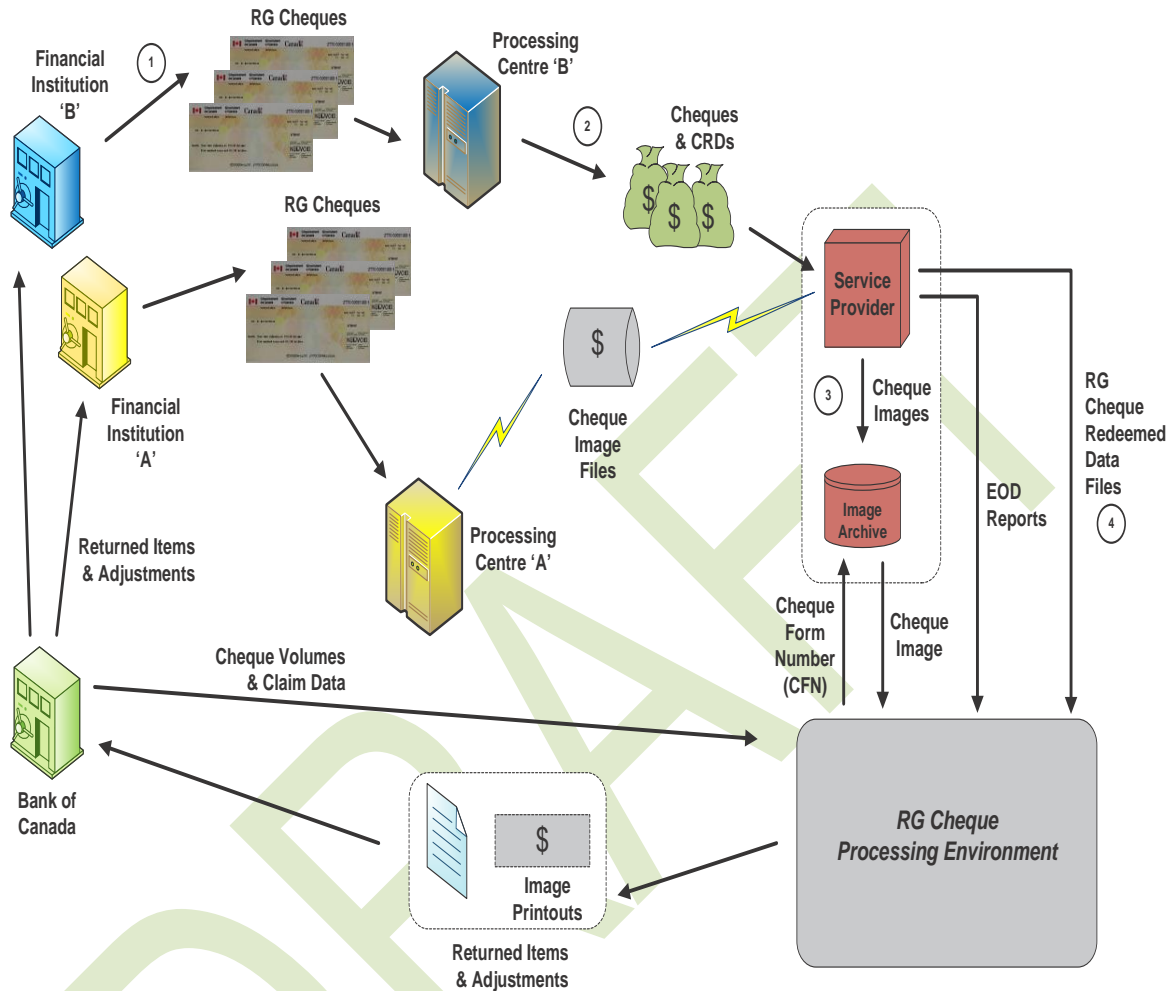 RG Cheques
Financial
Institution
‘B’
1
Processing
Centre ‘B’
2
Cheques
& CRDs
$
$
$
RG Cheques
Canada
Canada
Financial
Institution
‘A’
$
Cheque
Image
Files
Service
Provider
3
Cheque
Images
Image
Archive
RG
Cheque
Redeemed
Data
Files
4
EOD
Reports
Processing
Centre ‘A’
Returned Items
& Adjustments
Cheque
Form
Number
(CFN)
Cheque
Image
Cheque Volumes
& Claim Data
Bank of
Canada
$
Image
Printouts
Returned Items
& Adjustments
RG Cheque
Processing Environment
DRAFT